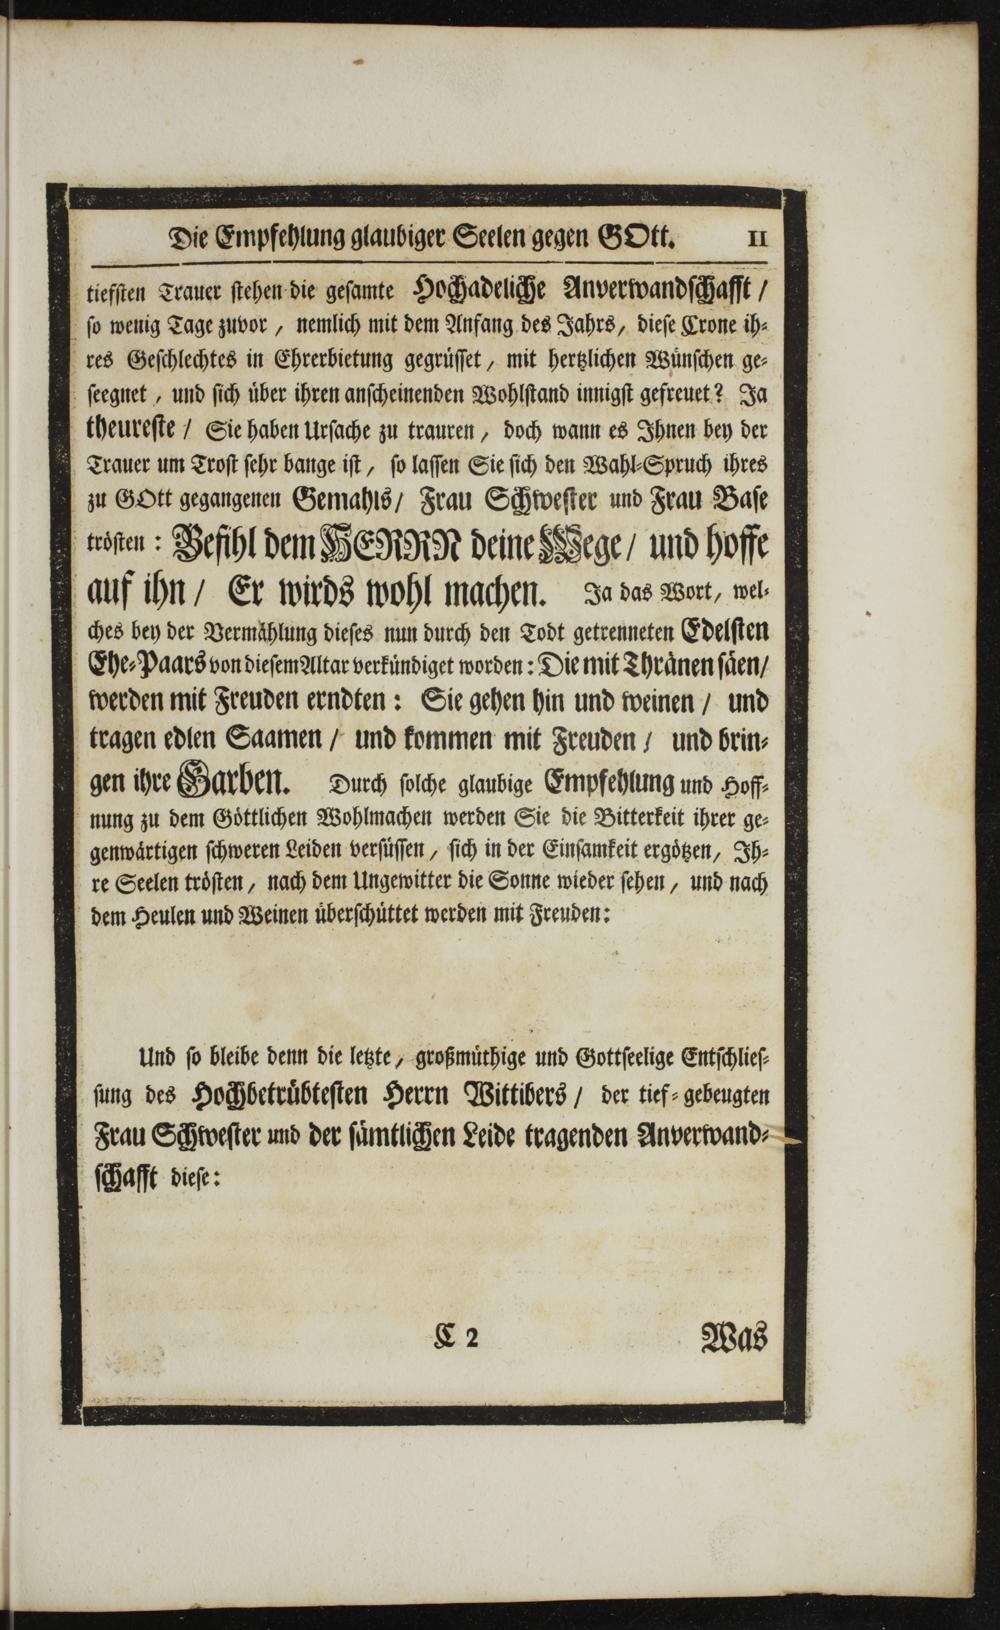 Die Empfehlung glaubiger Seelen gegen GOtt. 11
tiefsten Trauer stehen die gesamte Hochadeliche Anverwandschafft /
so wenig Tage zuvor, nemlich mit dem Anfang des Jahrs, diese Crone ih-
res Geschlechtes in Ehrerbietung gegrüsset, mit hertzlichen Wünschen ge-
seegnet, und sich über ihren anscheinenden Wohlstand innigst gefreuet? Ja
theureste / Sie haben Ursache zu trauren, doch wann es Ihnen bey der
Trauer um Trost sehr bange ist, so lassen Sie sich den Wahl-Spruch ihres
zu GOtt gegangenen Gemahls / Frau Schwester und Frau Base
trösten: Befihl dem HERRN deine Wege / und hoffe
auf ihn / Er wirds wohl machen. Ja das Wort, wel-
ches bey der Vermählung dieses nun durch den Todt getrenneten Edelsten
Ehe-Paars von diesem Altar verkündiget worden: Die mit Thränen säen /
werden mit Freuden erndten: Sie gehen hin und weinen / und
tragen edlen Saamen / und kommen mit Freuden / und brin-
gen ihre Garben. Durch solche glaubige Empfehlung und Hoff-
nung zu dem Göttlichen Wohlmachen werden Sie die Bitterkeit ihrer ge-
genwärtigen schweren Leiden versüssen, sich in der Einsamkeit ergötzen, Ih-
re Seelen trösten, nach dem Ungewitter die Sonne wieder sehen, und nach
dem Heulen und Weinen überschüttet werden mit Freuden:
Und so bleibe denn die letzte, großmüthige und Gottseelige Entschlies-
sung des Hochbetrübtesten Herrn Wittibers / der tief-gebeugten
Frau Schwester und der sämtlichen Leide tragenden Anverwand-
schafft diese:
C 2 Was